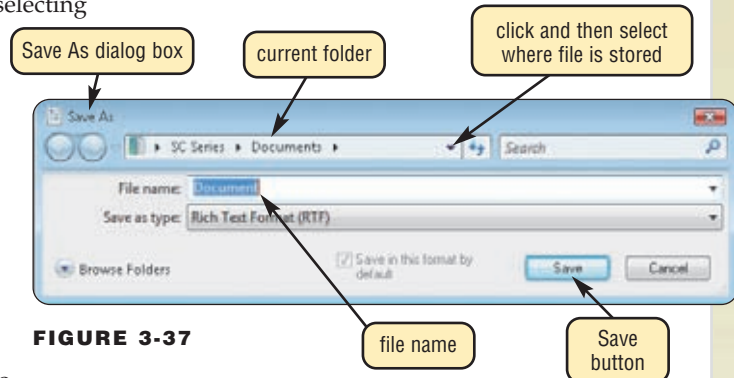 selecting
Save As dialog box
current folder
click and then select
where file is stored
Save As
SC Series Documents
Search
File name: Document
Save as type: Rich Text Format (RTF)
Browse Folders
Save in this format by
default
Save
Cancel
FIGURE 3-37
file name
Save
button